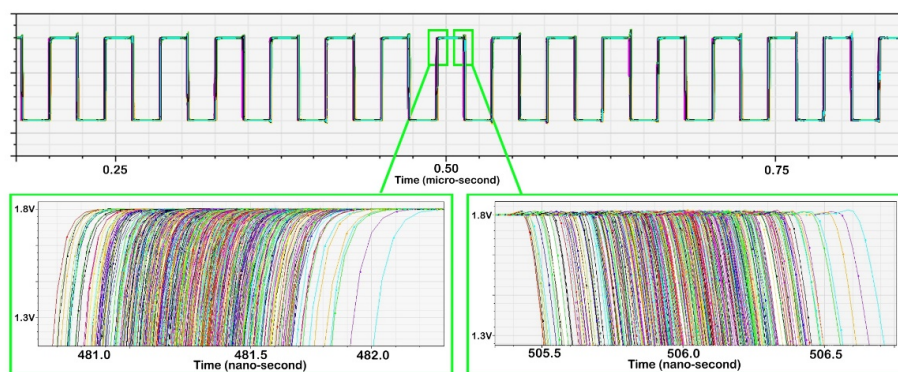 0.25 0.50 0.75
Time (micro-second)
1.8V
1.3V
481.0 481.5 482.0
Time (nano-second)
1.8V
1.3V
505.5 506.0 506.5
Time (nano-second)